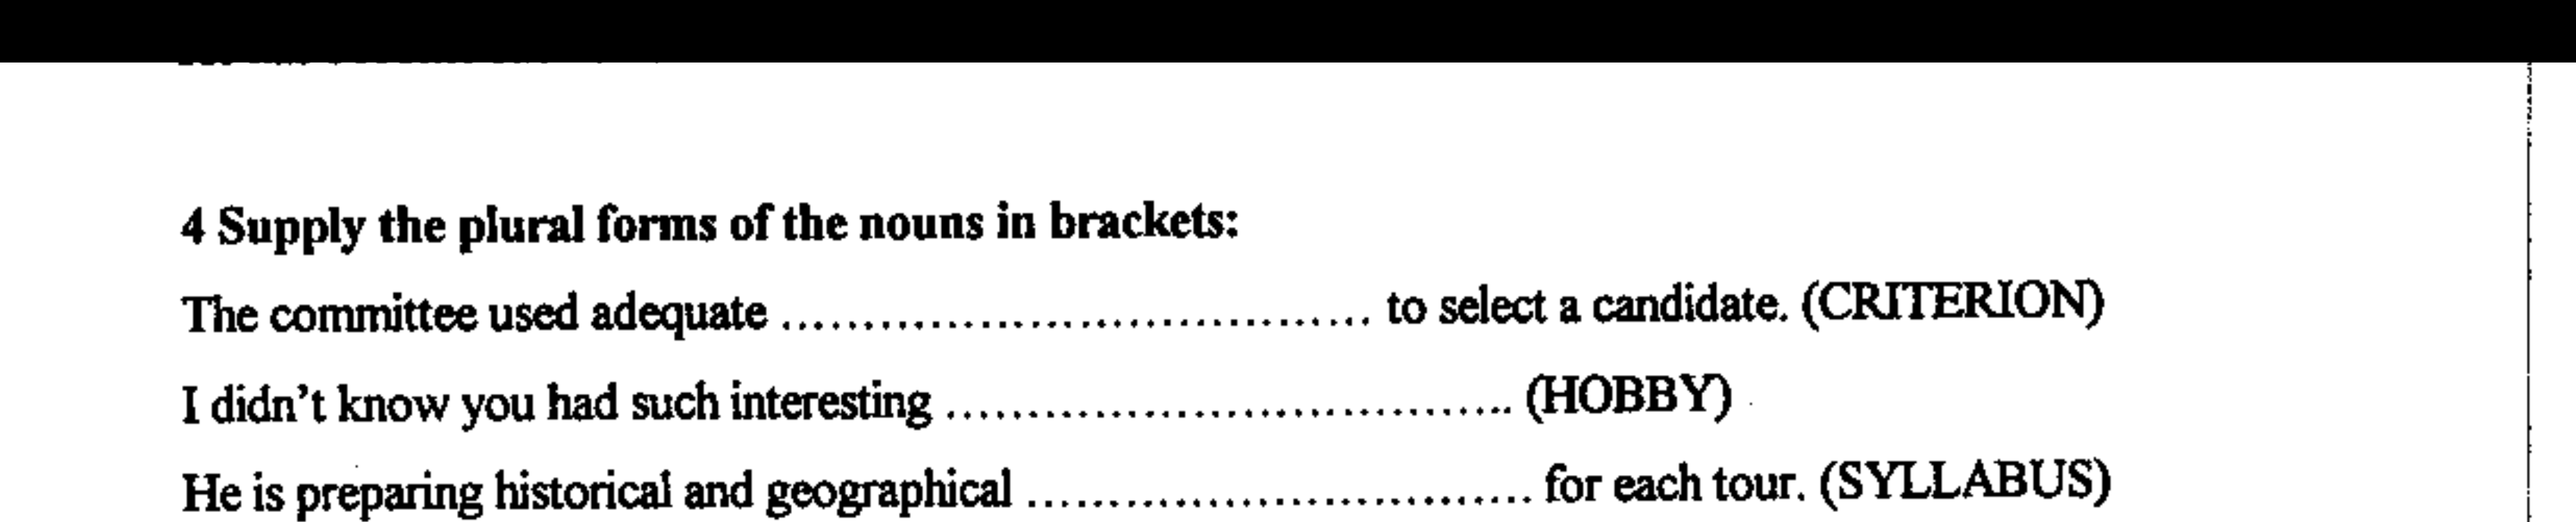 4 Supply the plural forms of the nouns in brackets:
The committee used adequate .................................... to select a candidate. (CRITERION)
I didn't know you had such interesting ................................... (HOBBY)
He is preparing historical and geographical ............................... for each tour. (SYLLABUS)